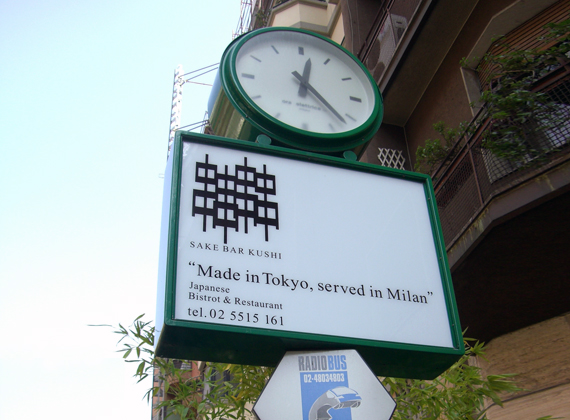 SAKE BAR KUSHI
“Made in Tokyo, served in Milan”
Japanese
Bistrot & Restaurant
tel. 02 5515 161
RADIOBUS
02-48034803